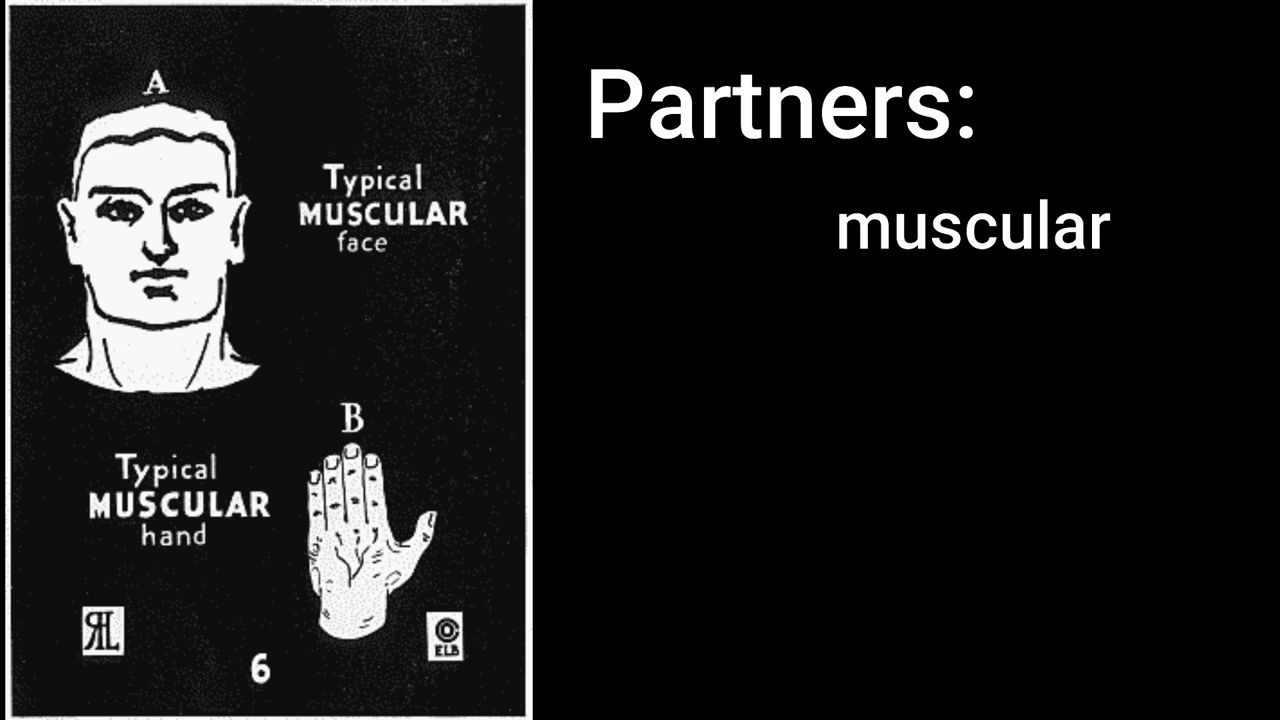 A
Typical
MUSCULAR
face
B
Typical
MUSCULAR
hand
ELB
6
Partners:
muscular